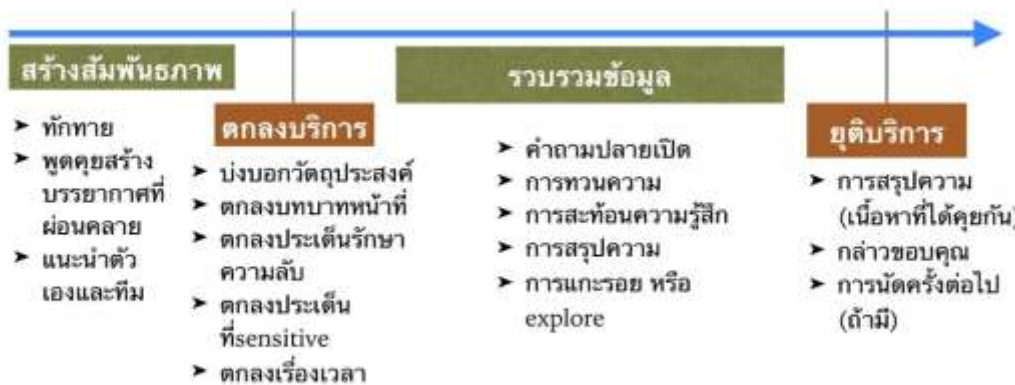 สร้างสัมพันธภาพ
➤ ทักทาย
➤ พูดคุยสร้าง
บรรยากาศที่
ผ่อนคลาย
➤ แนะนำตัว
เองและทีม
ตกลงบริการ
➤ บ่งบอกวัตถุประสงค์
➤ ตกลงบทบาทหน้าที่
➤ ตกลงประเด็นรักษา
ความลับ
➤ ตกลงประเด็น
ที่sensitive
➤ ตกลงเรื่องเวลา
รวบรวมข้อมูล
➤ คำถามปลายเปิด
➤ การทวนความ
➤ การสะท้อนความรู้สึก
➤ การสรุปความ
➤ การแกะรอย หรือ
explore
ยุติบริการ
➤ การสรุปความ
(เนื้อหาที่ได้คุยกัน)
➤ กล่าวขอบคุณ
➤ การนัดครั้งต่อไป
(ถ้ามี)